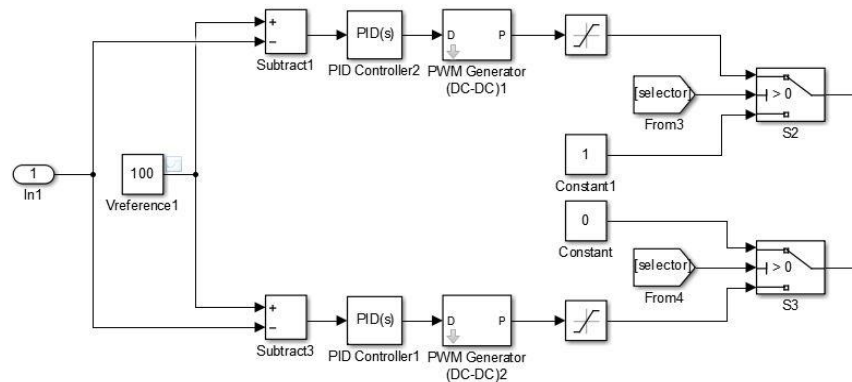 +
−
Subtract1
PID(s)
PID Controller2
D P
PWM Generator
(DC-DC)1
[selector]
From3
> 0
S2
1
Constant1
1
In1
100
Vreference1
0
Constant
[selector]
From4
> 0
S3
+
−
Subtract3
PID(s)
PID Controller1
D P
PWM Generator
(DC-DC)2